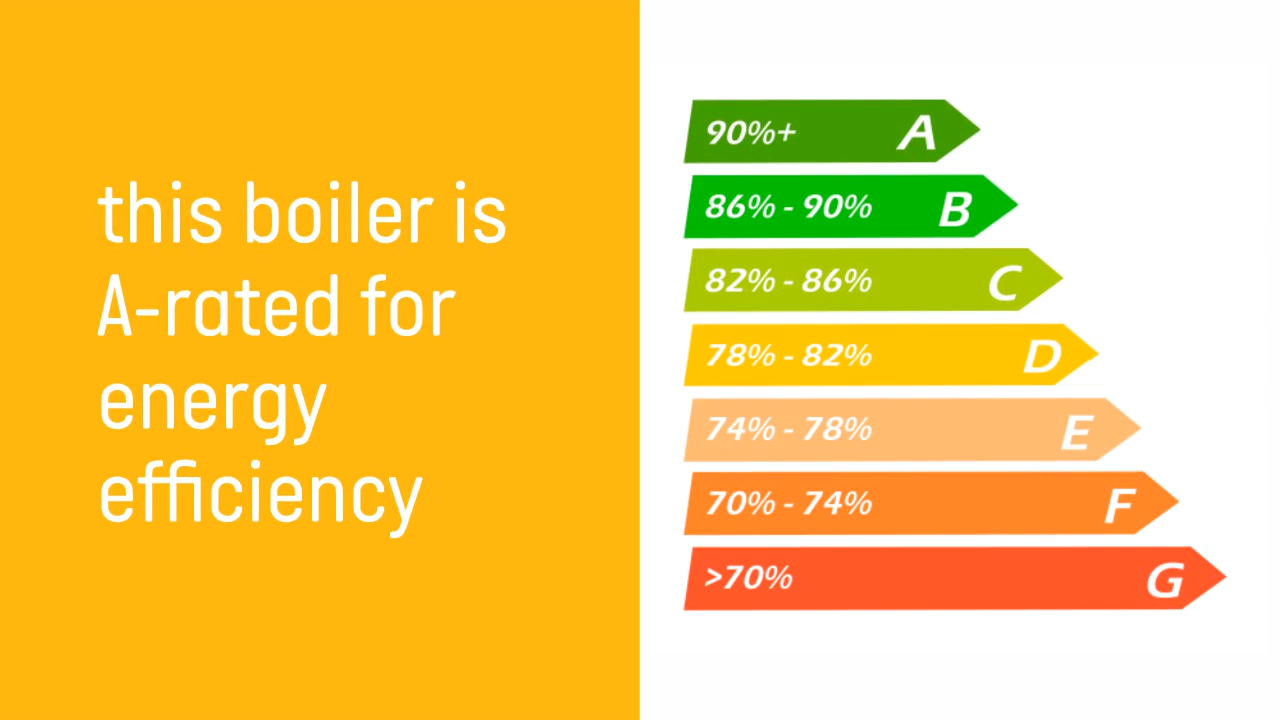 this boiler is
A-rated for
energy
efficiency
90%+ A
86% - 90% B
82% - 86% C
78% - 82% D
74% - 78% E
70% - 74% F
>70% G